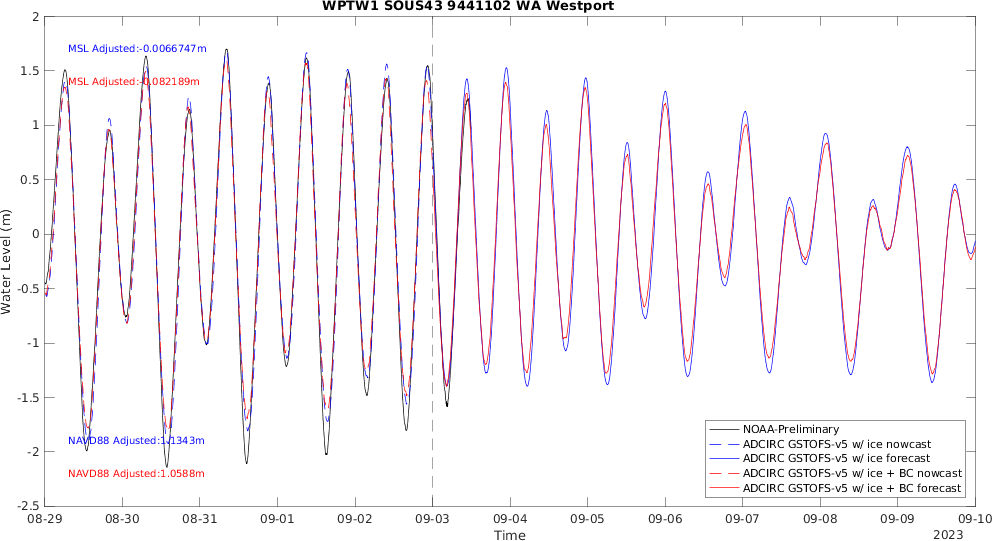 WPTW1 SOUS43 9441102 WA Westport
2
1.5
1
0.5
0
-0.5
-1
-1.5
-2
-2.5
Water Level (m)
MSL Adjusted:-0.0066747m
MSL Adjusted:-0.082189m
NAVD88 Adjusted:1.1343m
NAVD88 Adjusted:1.0588m
NOAA-Preliminary
ADCIRC GSTOFS-v5 w/ ice nowcast
ADCIRC GSTOFS-v5 w/ ice forecast
ADCIRC GSTOFS-v5 w/ ice + BC nowcast
ADCIRC GSTOFS-v5 w/ ice + BC forecast
08-29 08-30 08-31 09-01 09-02 09-03 09-04 09-05 09-06 09-07 09-08 09-09 09-10
Time
2023